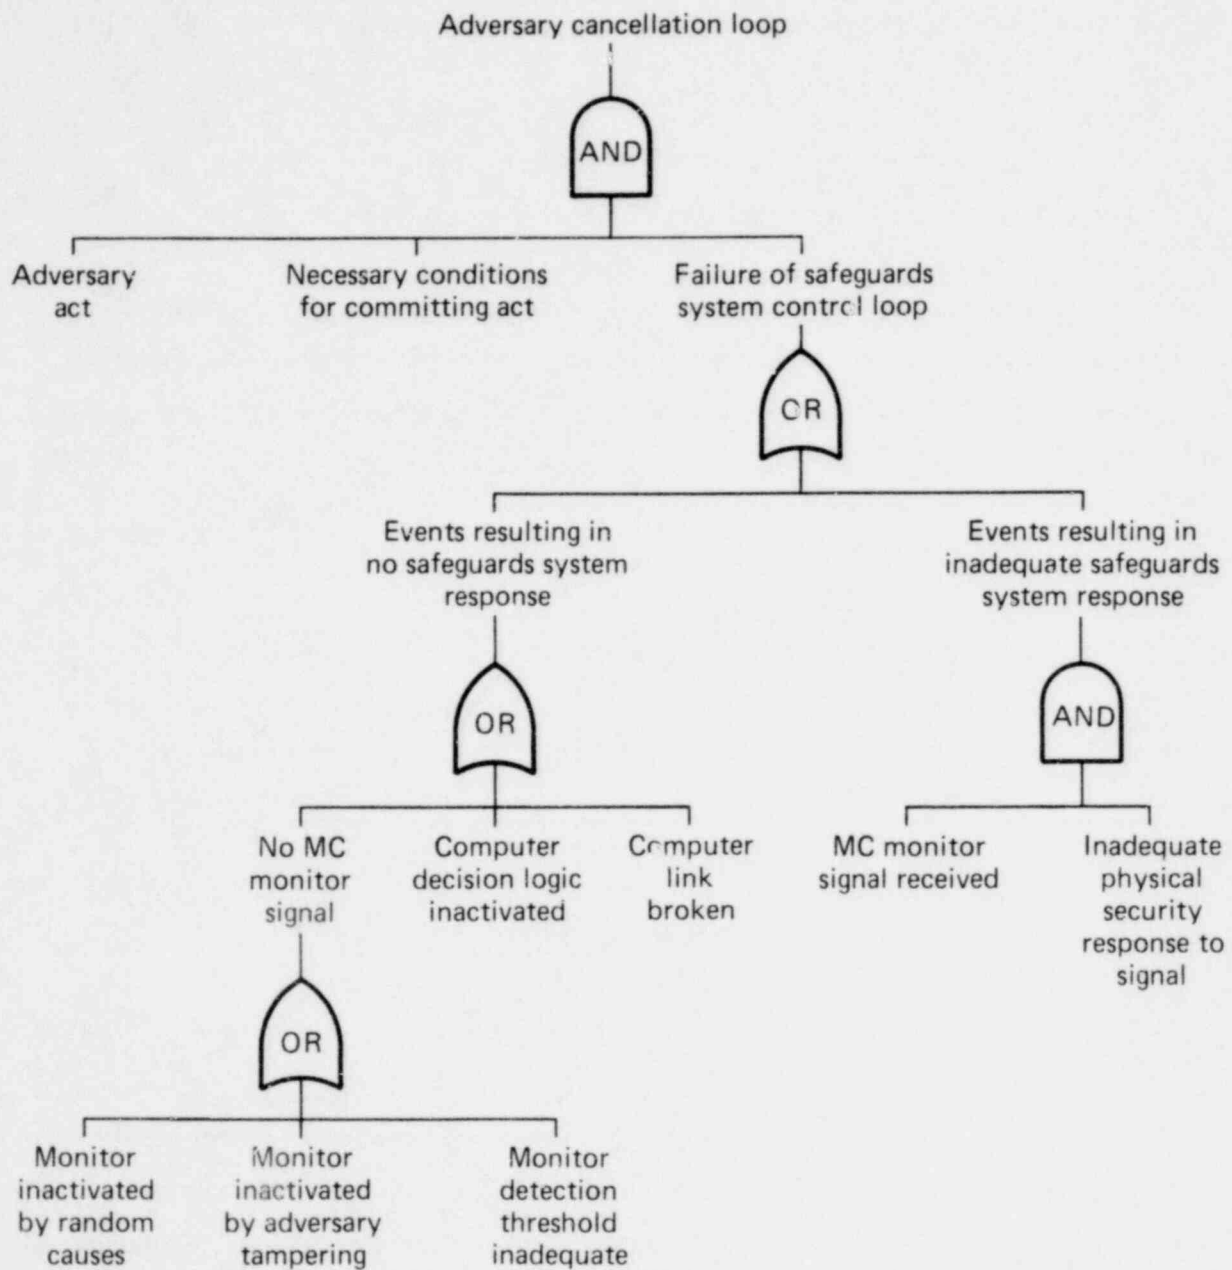 Adversary cancellation loop
AND
Adversary
act
Necessary conditions
for committing act
Failure of safeguards
system control loop
OR
Events resulting in
no safeguards system
response
Events resulting in
inadequate safeguards
system response
OR
AND
No MC
monitor
signal
Computer
decision logic
inactivated
Computer
link
broken
MC monitor
signal received
Inadequate
physical
security
response to
signal
OR
Monitor
inactivated
by random
causes
Monitor
inactivated
by adversary
tampering
Monitor
detection
threshold
inadequate